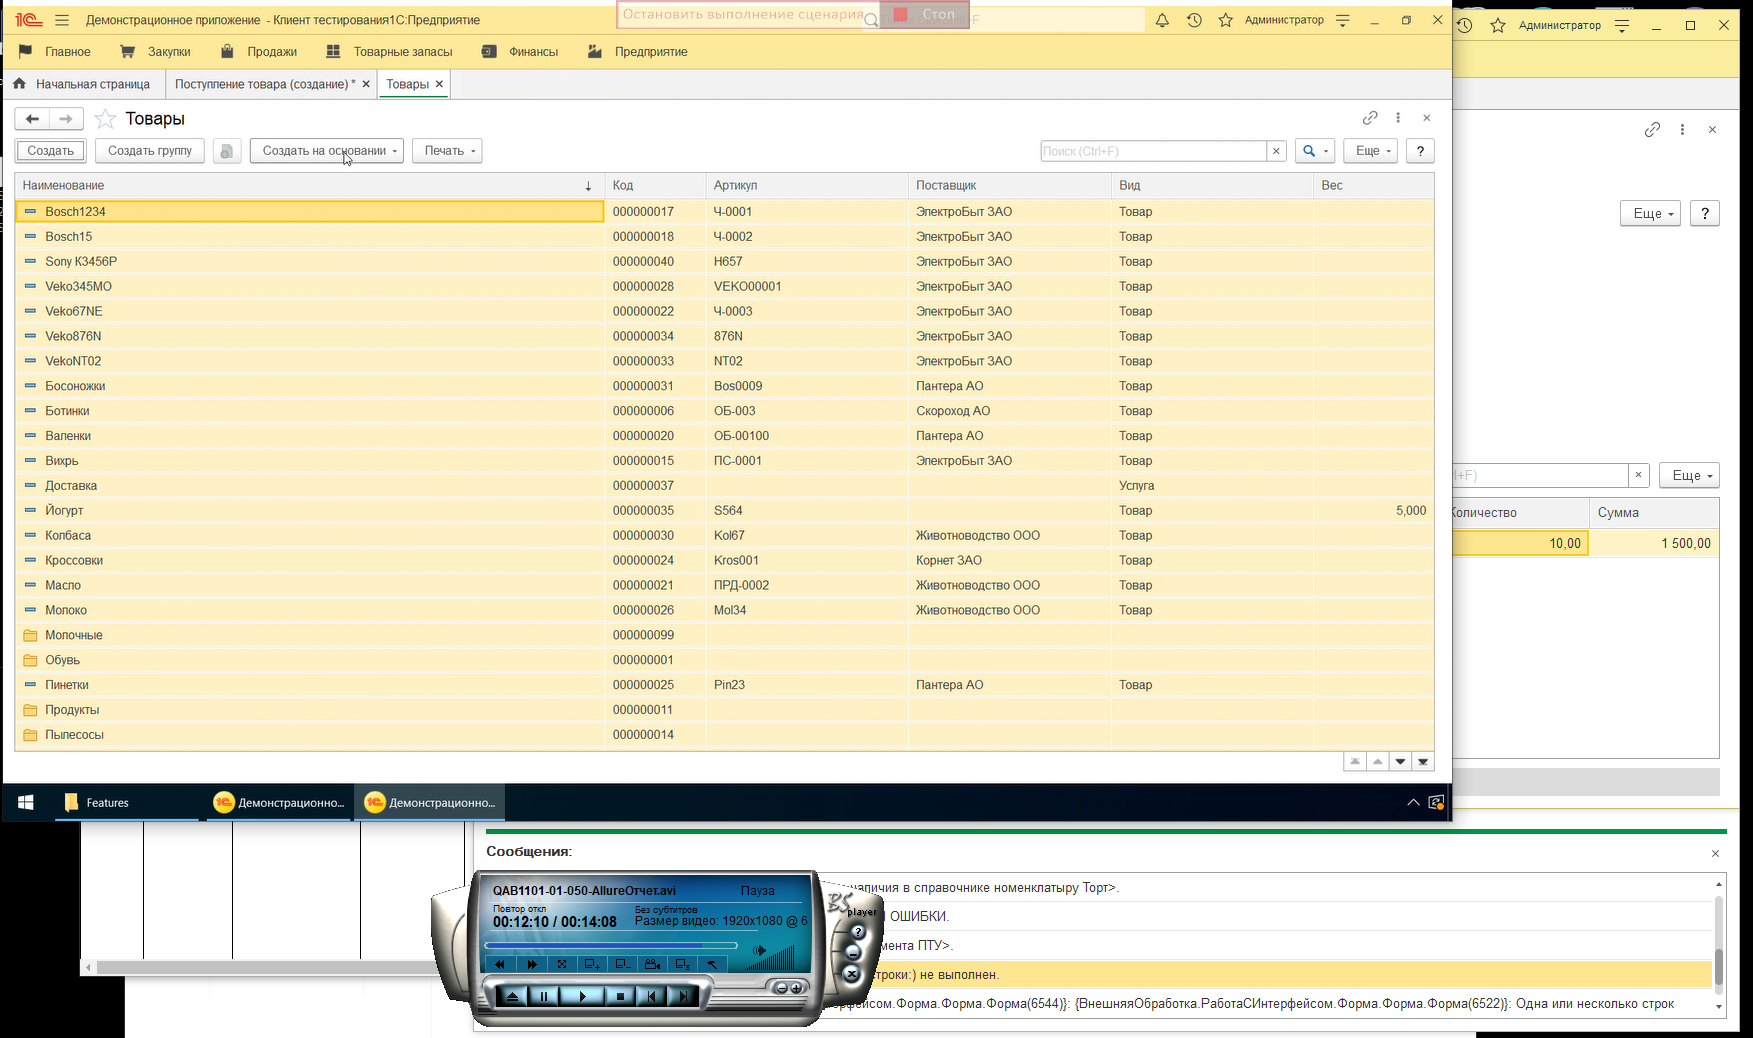 Демонстрационное приложение - Клиент тестирования1С:Предприятие
Остановить выполнение сценария
Стоп
Администратор
Администратор
Главное
Закупки
Продажи
Товарные запасы
Финансы
Предприятие
Начальная страница
Поступление товара (создание) *
Товары
Товары
Создать
Создать группу
Создать на основании
Печать
Поиск (Ctrl+F)
Еще
?
Еще
?
Наименование Код Артикул Поставщик Вид Вес
Bosch1234 000000017 Ч-0001 ЭлектроБыт ЗАО Товар
Bosch15 000000018 Ч-0002 ЭлектроБыт ЗАО Товар
Sony К3456P 000000040 Н657 ЭлектроБыт ЗАО Товар
Veko345MO 000000028 VEKO00001 ЭлектроБыт ЗАО Товар
Veko67NE 000000022 Ч-0003 ЭлектроБыт ЗАО Товар
Veko876N 000000034 876N ЭлектроБыт ЗАО Товар
VekoNT02 000000033 NT02 ЭлектроБыт ЗАО Товар
Босоножки 000000031 Bos0009 Пантера АО Товар
Ботинки 000000006 ОБ-003 Скороход АО Товар
Валенки 000000020 ОБ-00100 Пантера АО Товар
Вихрь 000000015 ПС-0001 ЭлектроБыт ЗАО Товар
Доставка 000000037 Услуга
Йогурт 000000035 S564 Товар 5,000
Колбаса 000000030 Kol67 Животноводство ООО Товар
Кроссовки 000000024 Kros001 Корнет ЗАО Товар
Масло 000000021 ПРД-0002 Животноводство ООО Товар
Молоко 000000026 Mol34 Животноводство ООО Товар
Молочные 000000099
Обувь 000000001
Пинетки 000000025 Pin23 Пантера АО Товар
Продукты 000000011
Пылесосы 000000014
+F)
Еще
Количество Сумма
10,00 1 500,00
Features
Демонстрационно...
Демонстрационно...
Сообщения:
наличия в справочнике номенклатуру Торт>.
ОШИБКИ.
мента ПТУ>.
строки:) не выполнен.
рфейсом.Форма.Форма.Форма(6544)}: {ВнешняяОбработка.РаботаСИнтерфейсом.Форма.Форма.Форма(6522)}: Одна или несколько строк
QAB1101-01-050-AllureОтчет.avi
Пауза
Повтор откл
Без субтитров
00:12:10 / 00:14:08
Размер видео: 1920x1080 @ 6
BS
player